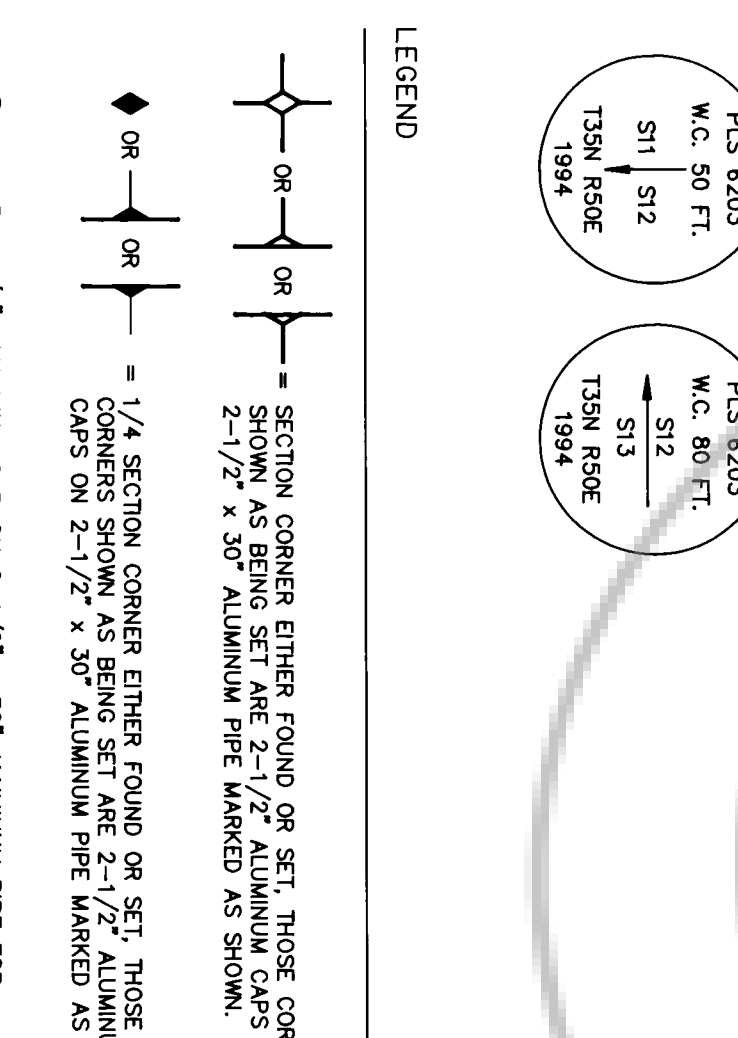 PLS 6203
W.C. 50 FT.
S11 S12
T35N R50E
1994
PLS 6203
W.C. 80 FT.
S12
S13
T35N R50E
1994
LEGEND
OR OR = SECTION CORNER EITHER FOUND OR SET, THOSE COR
SHOWN AS BEING SET ARE 2-1/2" ALUMINUM CAPS
2-1/2" x 30" ALUMINUM PIPE MARKED AS SHOWN.
OR OR = 1/4 SECTION CORNER EITHER FOUND OR SET, THOSE
CORNERS SHOWN AS BEING SET ARE 2-1/2" ALUMINU
CAPS ON 2-1/2" x 30" ALUMINUM PIPE MARKED AS